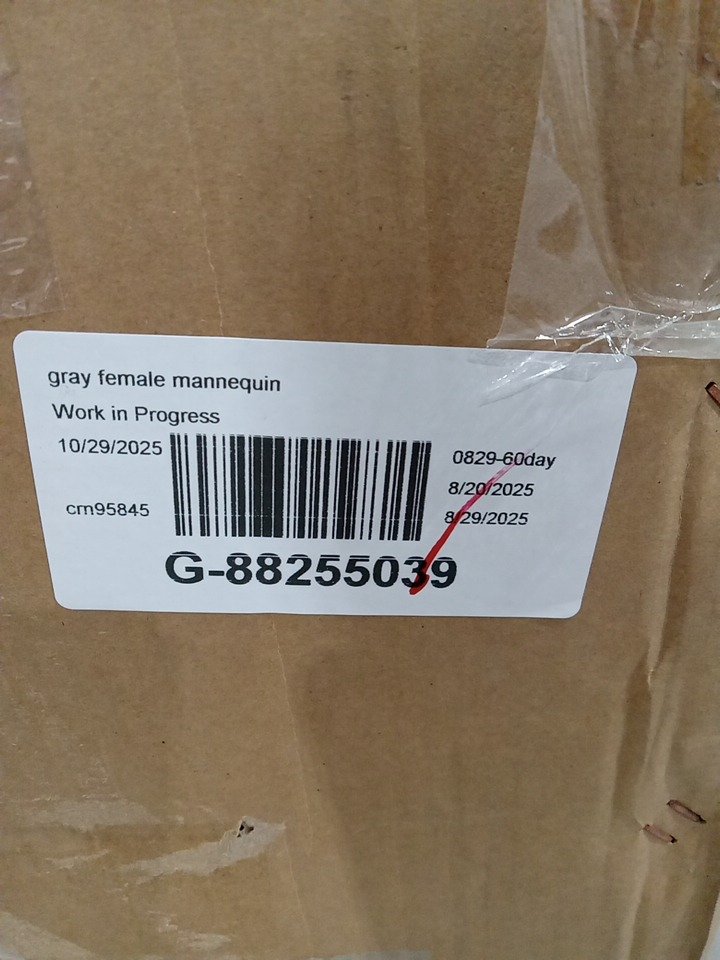 gray female mannequin
Work in Progress
10/29/2025
0829-60day
8/20/2025
cm95845
8/29/2025
G-88255039